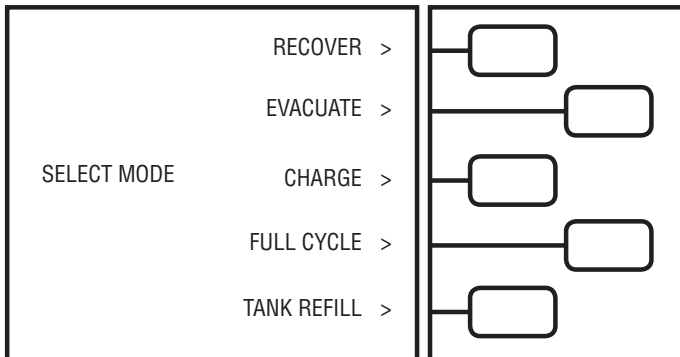 RECOVER >
EVACUATE >
SELECT MODE CHARGE >
FULL CYCLE >
TANK REFILL >